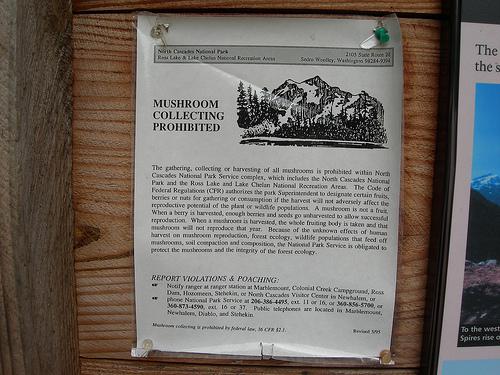 North Cascades National Park
2105 State Route 20
Ross Lake & Lake Chelan National Recreation Areas
Sedro Woolley, Washington 98284-9394
MUSHROOM
COLLECTING
PROHIBITED
The gathering, collecting or harvesting of all mushrooms is prohibited within North
Cascades National Park Service complex, which includes the North Cascades National
Park and the Ross Lake and Lake Chelan National Recreation Areas. The Code of
Federal Regulations (CFR) authorizes the park Superintendent to designate certain fruits,
berries or nuts for gathering or consumption if the harvest will not adversely affect the
reproductive potential of the plant or wildlife populations. A mushroom is not a fruit.
When a berry is harvested, enough berries and seeds go unharvested to allow successful
reproduction. When a mushroom is harvested, the whole fruiting body is taken and that
mushrooms will not reproduce that year. Because of the unknown effects of human
harvest on mushroom reproduction, forest ecology, wildlife populations that feed off
mushrooms, soil compaction and composition, the National Park Service is obligated to
protect the mushrooms and the integrity of the forest ecology.
REPORT VIOLATIONS & POACHING:
Notify ranger at ranger station at Marblemount, Colonial Creek Campground, Ross
Dam, Hozomeen, Stehekin, or North Cascades Visitor Center in Newhalem, or
phone National Park Service at 206-386-4495, ext. 11 or 16, or 360-856-5700, or
360-873-4590, ext. 16 or 37. Public telephones are located in Marblemount,
Newhalem, Diablo, and Stehekin.
Mushroom collecting is prohibited by federal law, 36 CFR §2.1.
Revised 5/95
The
the s
To the west
Spires rise o